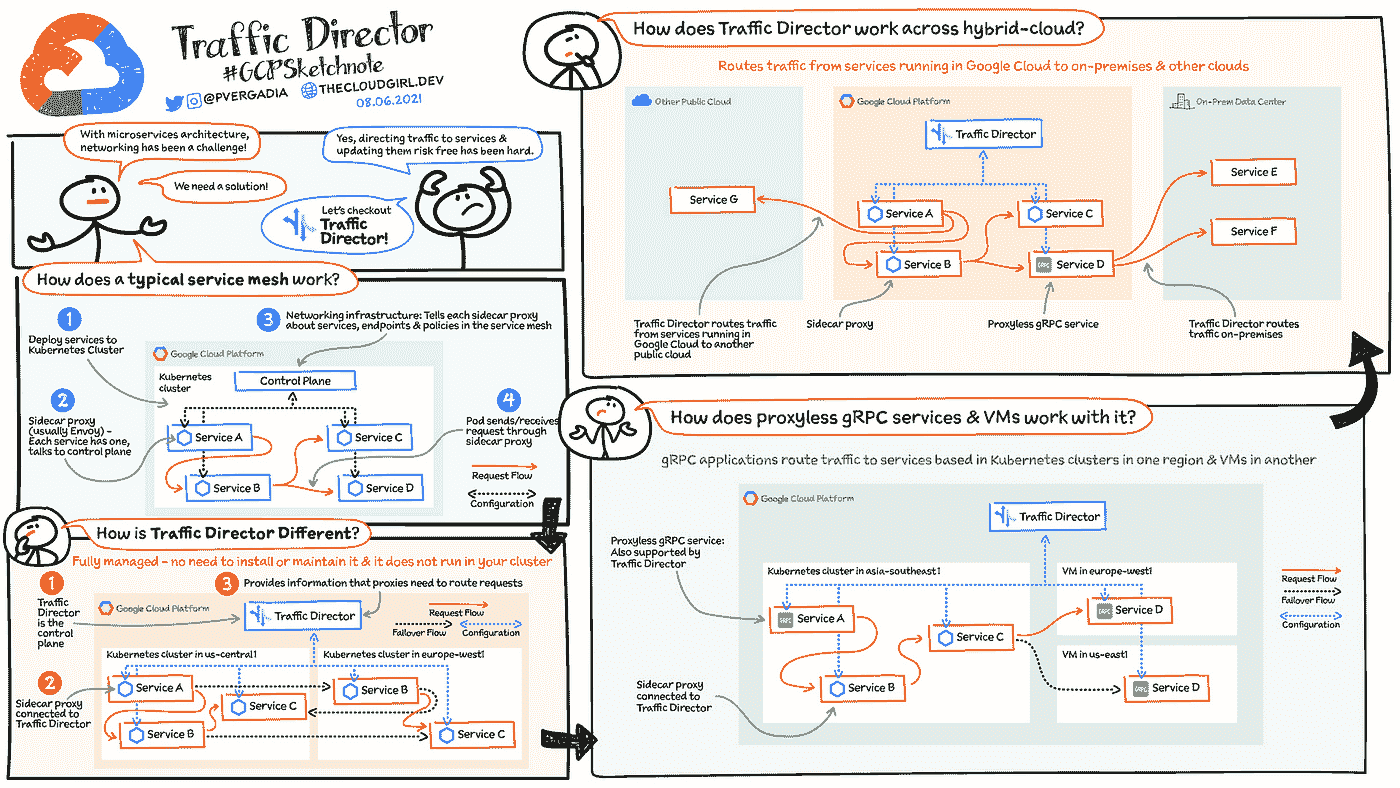 Traffic Director
#GCPSketchnote
@PVERGADIA THECLOUDGIRL.DEV
08.06.2021
With microservices architecture,
networking has been a challenge!
We need a solution!
Yes, directing traffic to services &
updating them risk free has been hard.
Let's checkout
Traffic
Director!
How does a typical service mesh work?
1
Deploy services to
Kubernetes Cluster
2
Sidecar proxy
(usually Envoy) -
Each service has one,
talks to control plane
3
Networking infrastructure: Tells each sidecar proxy
about services, endpoints & policies in the service mesh
4
Pod sends/receives
request through
sidecar proxy
Google Cloud Platform
Kubernetes
cluster
Control Plane
Service A
Service C
Service B
Service D
Request Flow
Configuration
How is Traffic Director Different?
Fully managed - no need to install or maintain it & it does not run in your cluster
1
Traffic
Director
is the
control
plane
2
Sidecar proxy
connected to
Traffic Director
3
Provides information that proxies need to route requests
Google Cloud Platform
Traffic Director
Request Flow
Failover Flow
Configuration
Kubernetes cluster in us-central1
Service A
Service C
Service B
Kubernetes cluster in europe-west1
Service B
Service C
How does Traffic Director work across hybrid-cloud?
Routes traffic from services running in Google Cloud to on-premises & other clouds
Other Public Cloud
Service G
Google Cloud Platform
Traffic Director
Service A
Service C
Service B
GRPC
Service D
On-Prem Data Center
Service E
Service F
Traffic Director routes traffic
from services running in
Google Cloud to another
public cloud
Sidecar proxy
Proxyless gRPC service
Traffic Director routes
traffic on-premises
How does proxyless gRPC services & VMs work with it?
gRPC applications route traffic to services based in Kubernetes clusters in one region & VMs in another
Google Cloud Platform
Traffic Director
Proxyless gRPC service:
Also supported by
Traffic Director
Sidecar proxy
connected to
Traffic Director
Kubernetes cluster in asia-southeast1
GRPC
Service A
Service C
Service B
VM in europe-west1
GRPC
Service D
VM in us-east1
GRPC
Service D
Request Flow
Failover Flow
Configuration